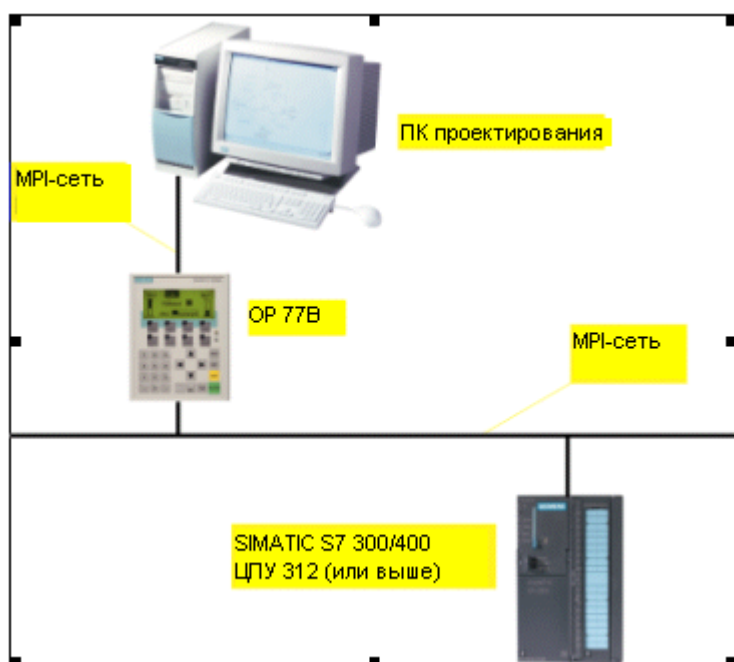 ПК проектирования
MPI-сеть
OP 77B
MPI-сеть
SIMATIC S7 300/400
ЦПУ 312 (или выше)